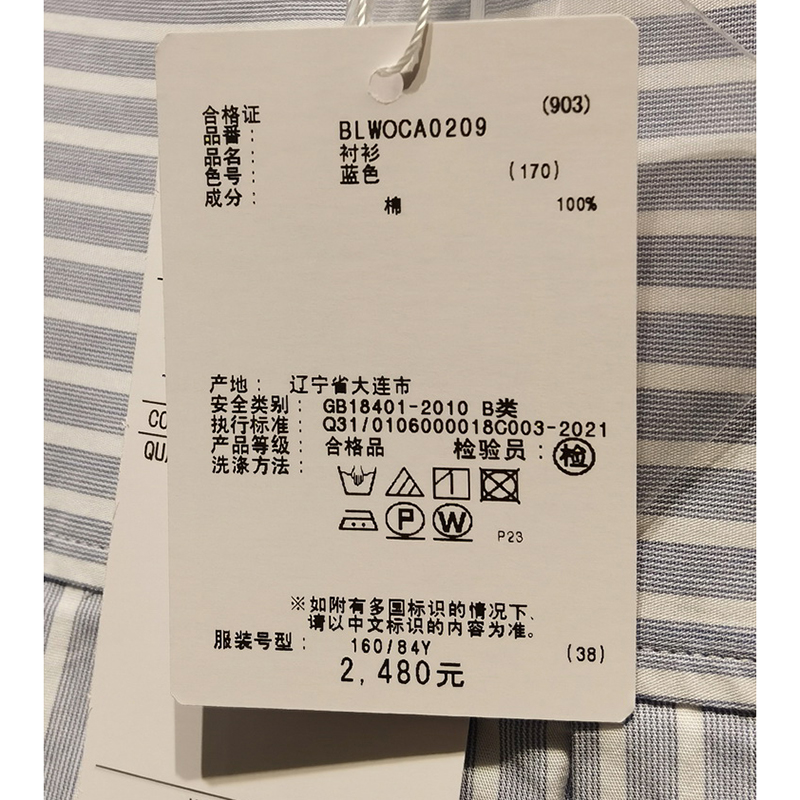 (903)
合格证
品番： BLWOCA0209
品名： 衬衫
色号： 蓝色 (170)
成分： 棉 100%
产地： 辽宁省大连市
安全类别： GB18401-2010 B类
执行标准： Q31/0106000018C003-2021
产品等级： 合格品 检验员：检
洗涤方法：
P W P23
※如附有多国标识的情况下、
请以中文标识的内容为准。
服装号型： 160/84Y (38)
2,480元
CO
QU